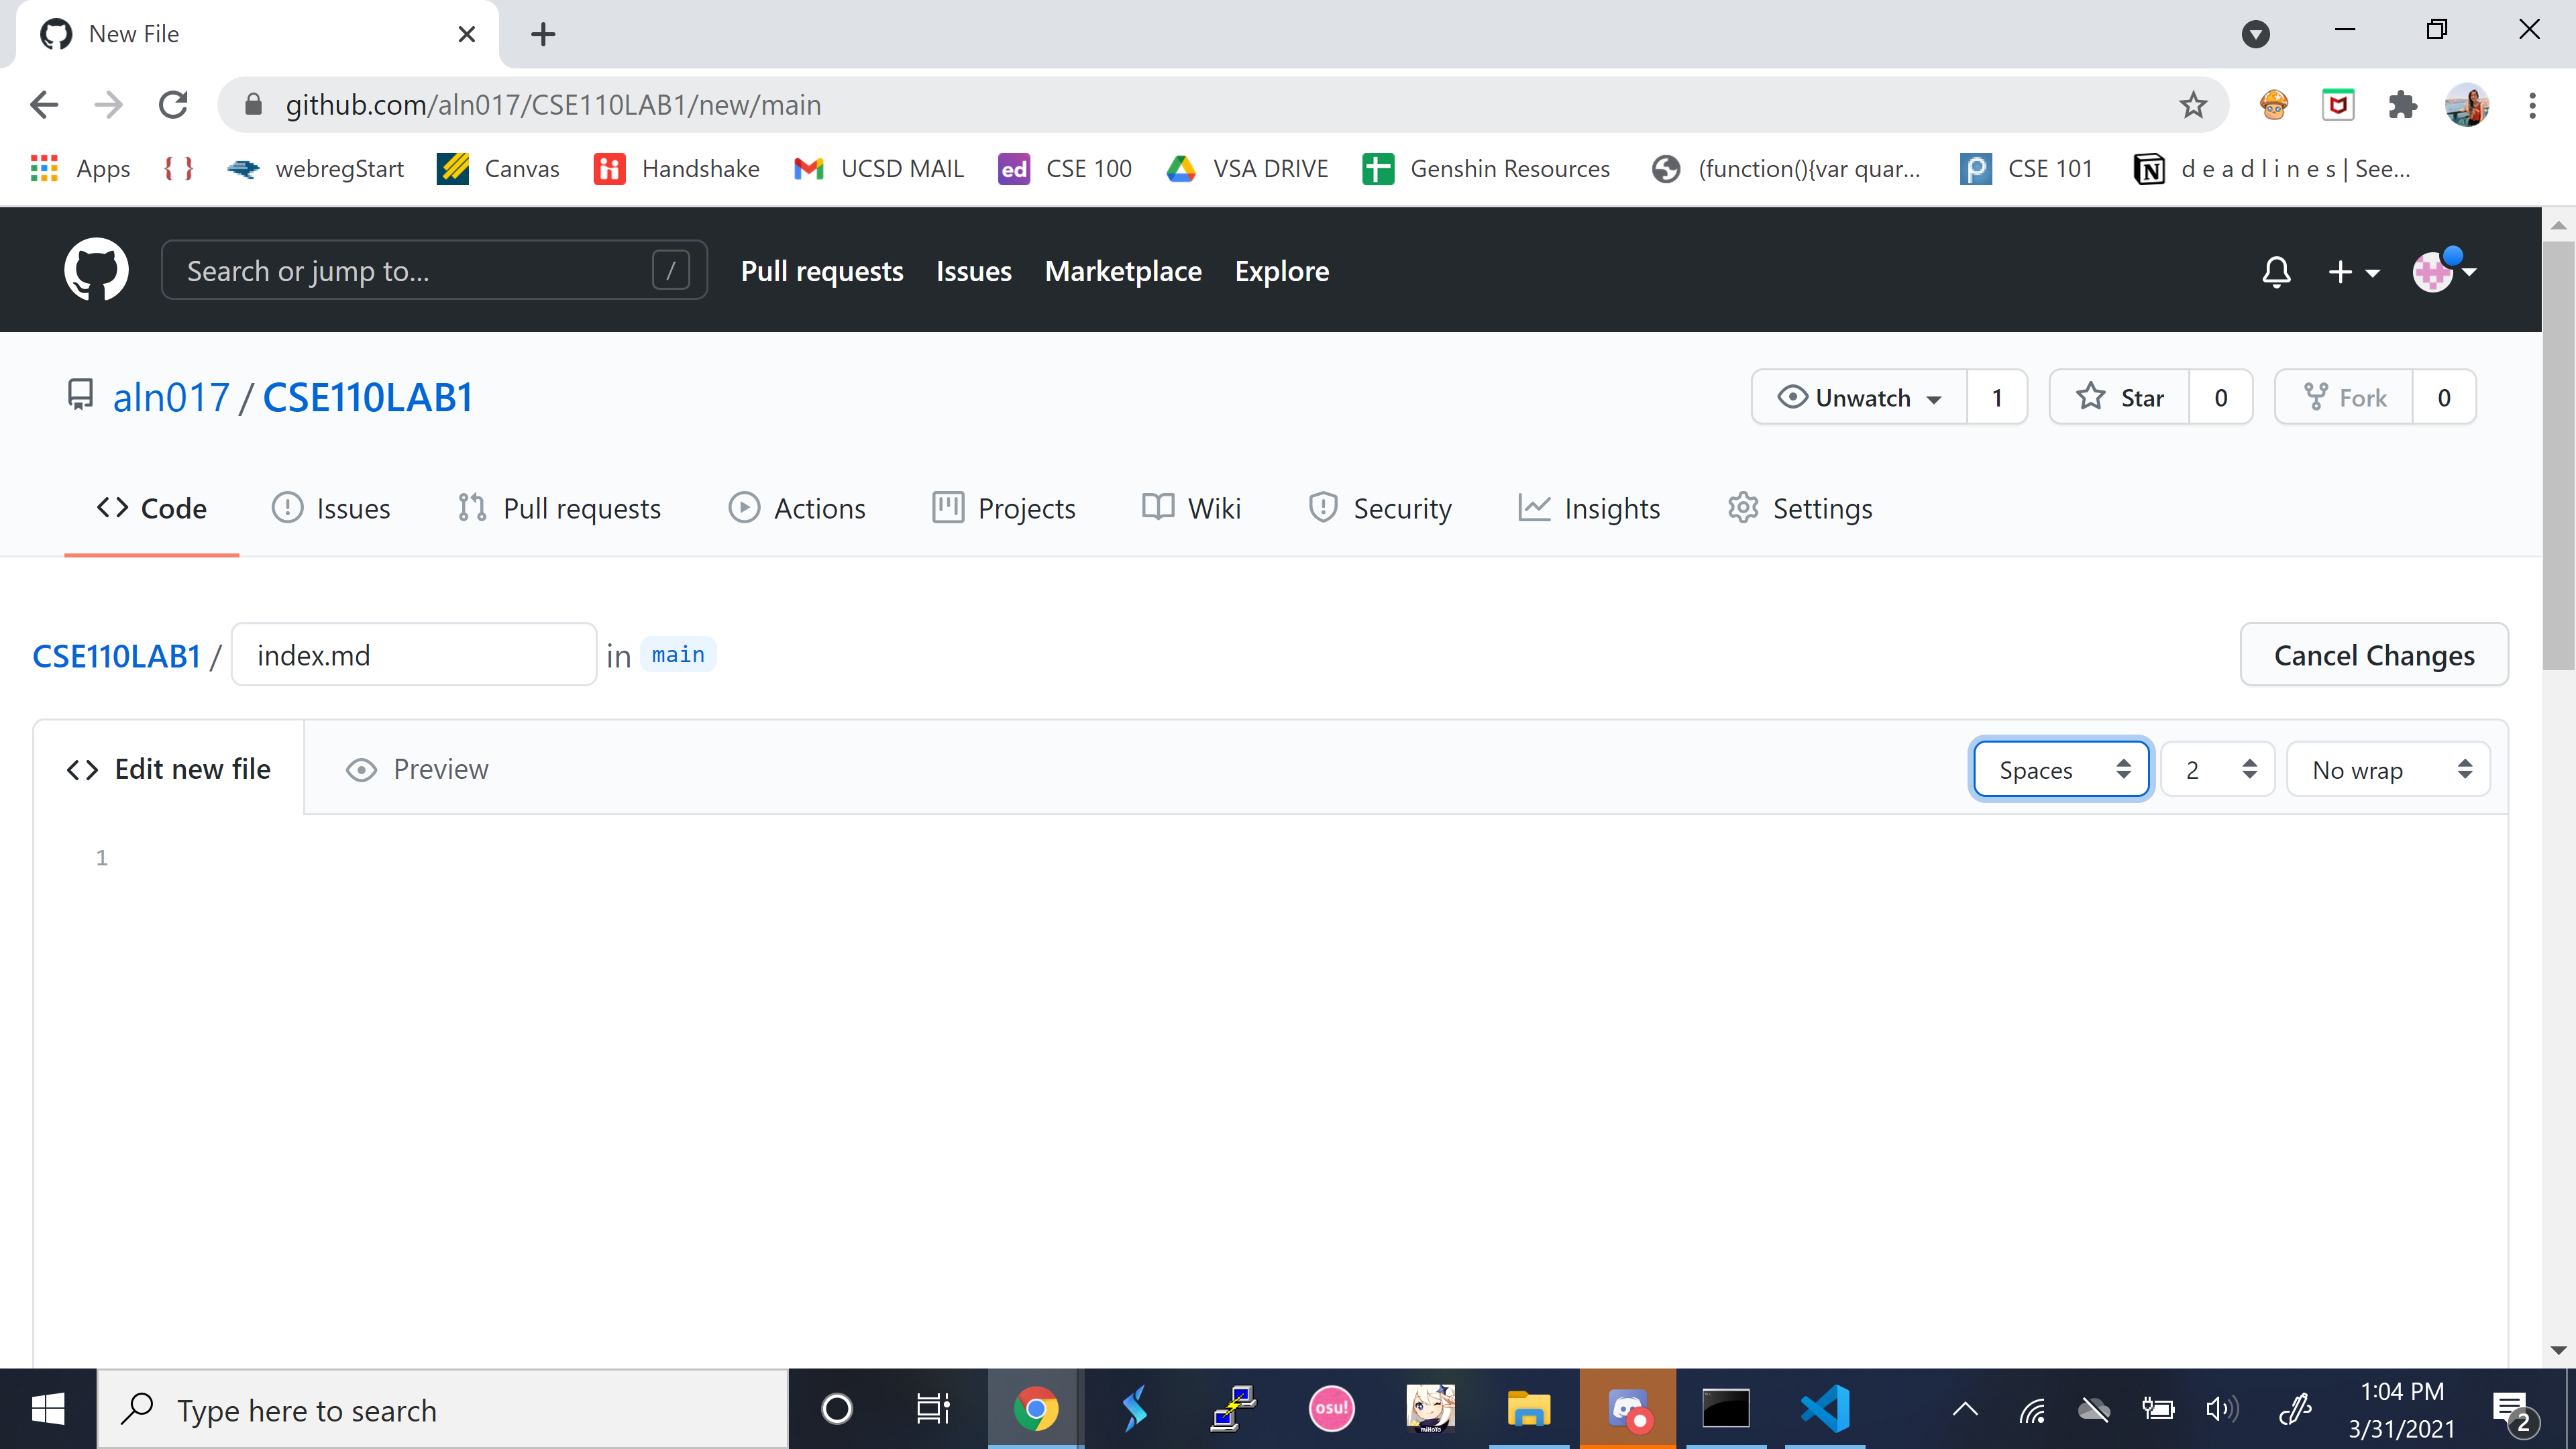 New File
github.com/aln017/CSE110LAB1/new/main
Apps { } webregStart Canvas Handshake UCSD MAIL ed CSE 100 VSA DRIVE Genshin Resources (function(){var quar... CSE 101 d e a d l i n e s | See...
Search or jump to... / Pull requests Issues Marketplace Explore
aln017 / CSE110LAB1 Unwatch 1 Star 0 Fork 0
Code Issues Pull requests Actions Projects Wiki Security Insights Settings
CSE110LAB1 / index.md in main Cancel Changes
Edit new file Preview Spaces 2 No wrap
1
Type here to search osu! miHoYo 1:04 PM
3/31/2021 2